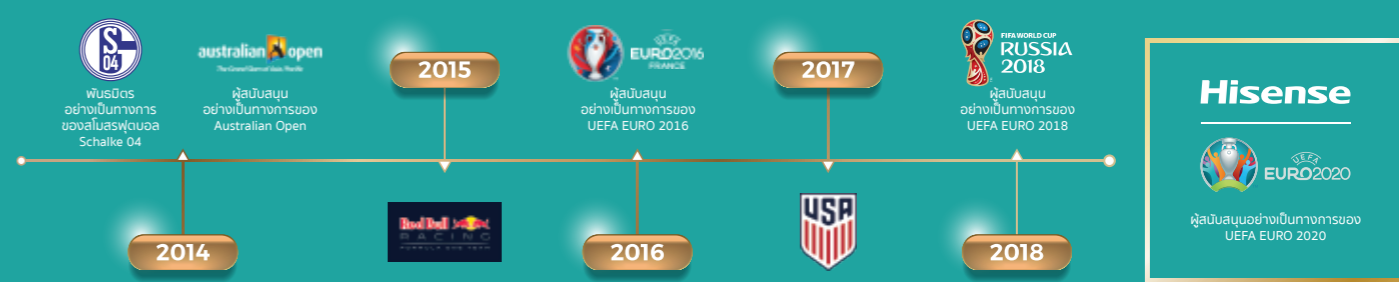 S
04
พันธมิตร
อย่างเป็นทางการ
ของสโมสรฟุตบอล
Schalke 04
australian open
The Grand Slam of Asia Pacific
ผู้สนับสนุน
อย่างเป็นทางการของ
Australian Open
2014
2015
Red Bull
RACING
FORMULA ONE TEAM
UEFA
EURO2016
FRANCE
ผู้สนับสนุน
อย่างเป็นทางการของ
UEFA EURO 2016
2016
2017
USA
FIFA WORLD CUP
RUSSIA
2018
ผู้สนับสนุน
อย่างเป็นทางการของ
UEFA EURO 2018
2018
Hisense
UEFA
EURO2020
ผู้สนับสนุนอย่างเป็นทางการของ
UEFA EURO 2020